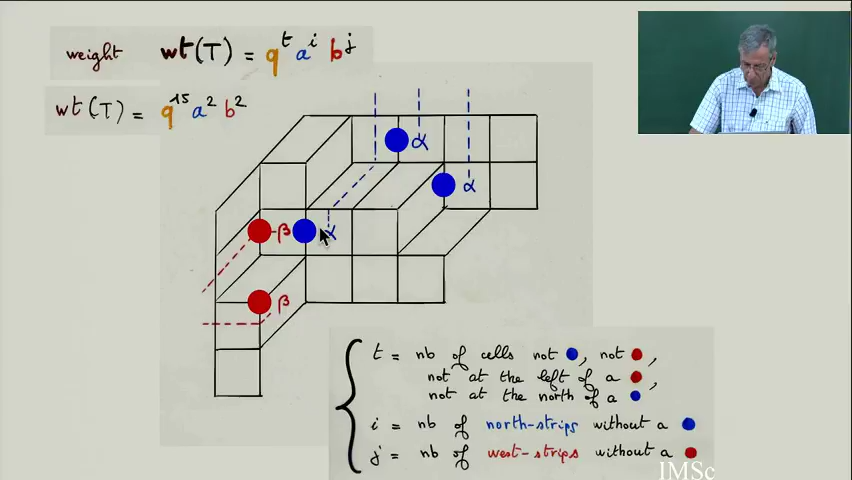 weight wt(T) = q^t a^i b^j
wt(T) = q^15 a^2 b^2
α
α
β
α
β
t = nb of cells not , not ,
not at the left of a ,
not at the north of a
i = nb of north-strips without a
j = nb of west-strips without a
IMSc